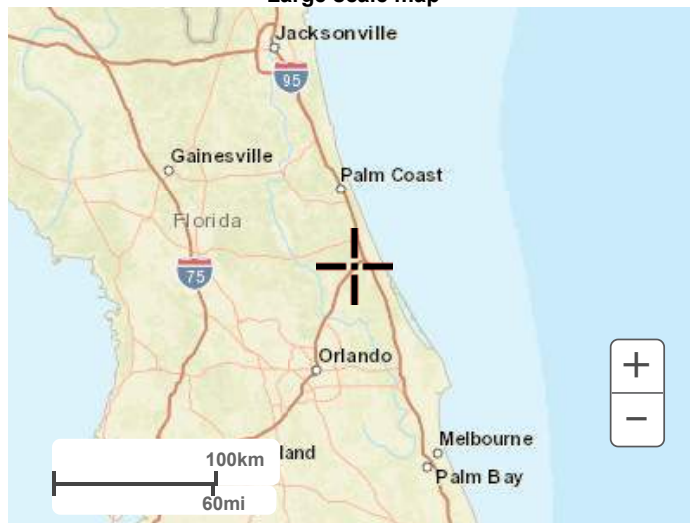 Large Scale map
Jacksonville
95
Gainesville
Palm Coast
Florida
75
Orlando
+
−
Melbourne
land
100km
Palm Bay
60mi